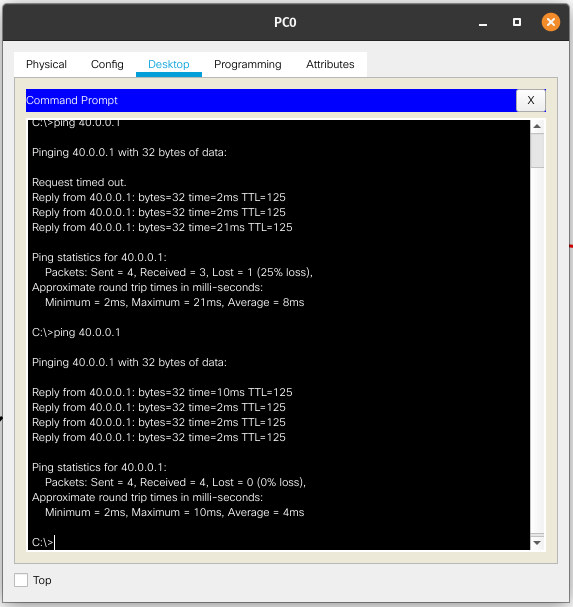 PC0
Physical Config Desktop Programming Attributes
Command Prompt X
C:\>ping 40.0.0.1
Pinging 40.0.0.1 with 32 bytes of data:
Request timed out.
Reply from 40.0.0.1: bytes=32 time=2ms TTL=125
Reply from 40.0.0.1: bytes=32 time=2ms TTL=125
Reply from 40.0.0.1: bytes=32 time=21ms TTL=125
Ping statistics for 40.0.0.1:
Packets: Sent = 4, Received = 3, Lost = 1 (25% loss),
Approximate round trip times in milli-seconds:
Minimum = 2ms, Maximum = 21ms, Average = 8ms
C:\>ping 40.0.0.1
Pinging 40.0.0.1 with 32 bytes of data:
Reply from 40.0.0.1: bytes=32 time=10ms TTL=125
Reply from 40.0.0.1: bytes=32 time=2ms TTL=125
Reply from 40.0.0.1: bytes=32 time=2ms TTL=125
Reply from 40.0.0.1: bytes=32 time=2ms TTL=125
Ping statistics for 40.0.0.1:
Packets: Sent = 4, Received = 4, Lost = 0 (0% loss),
Approximate round trip times in milli-seconds:
Minimum = 2ms, Maximum = 10ms, Average = 4ms
C:\>
Top